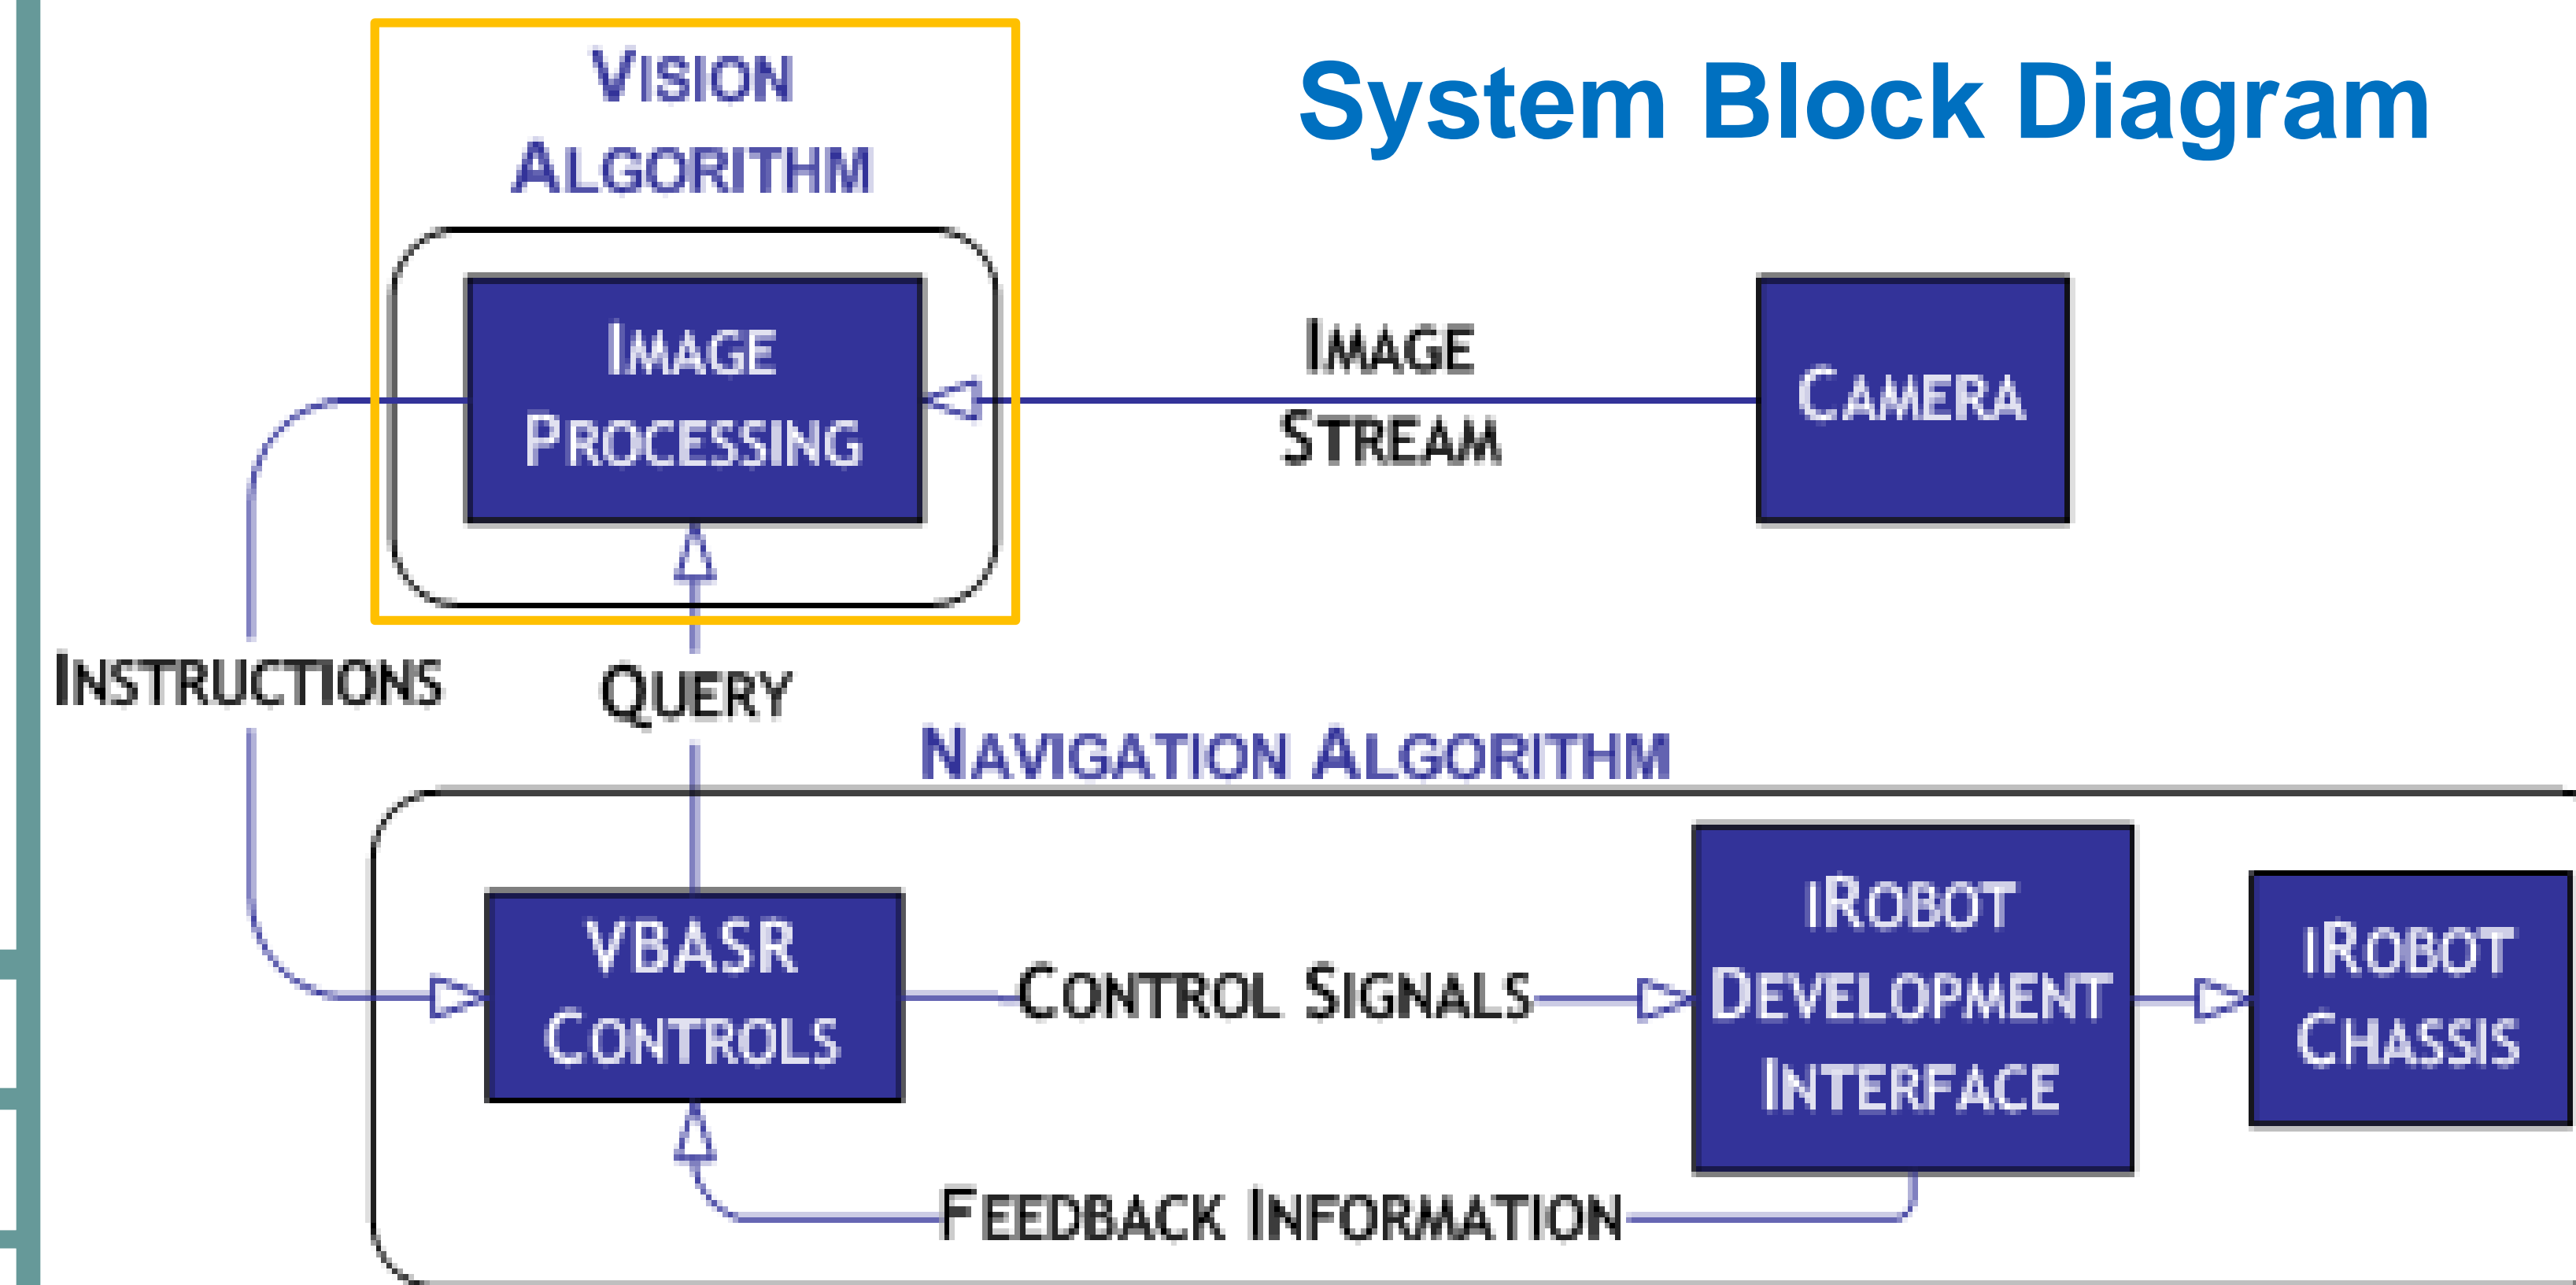 System Block Diagram
VISION
ALGORITHM
IMAGE
PROCESSING
IMAGE
STREAM
CAMERA
INSTRUCTIONS
QUERY
NAVIGATION ALGORITHM
VBASR
CONTROLS
CONTROL SIGNALS
IROBOT
DEVELOPMENT
INTERFACE
IROBOT
CHASSIS
FEEDBACK INFORMATION